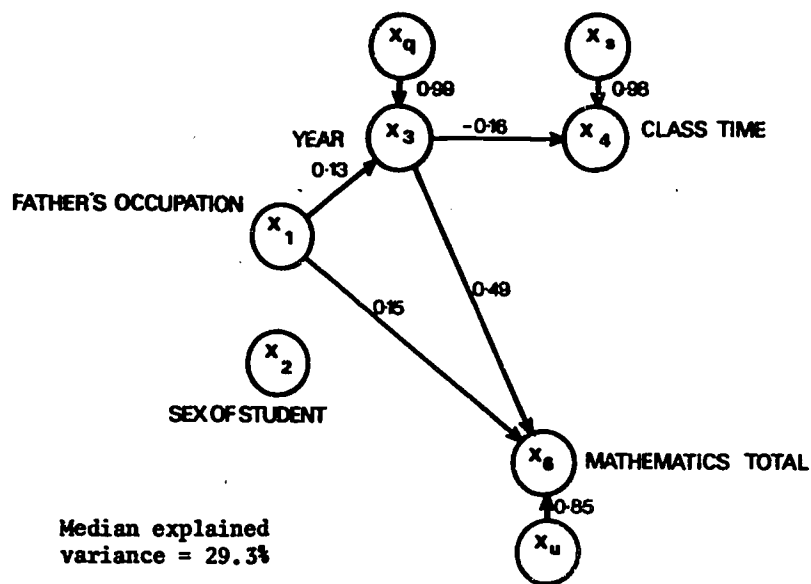 Xq
Xs
0·99
0·98
YEAR
X3
-0·16
X4
CLASS TIME
0·13
FATHER'S OCCUPATION
X1
0·15
0·49
X2
SEX OF STUDENT
X6
MATHEMATICS TOTAL
0·85
Xu
Median explained
variance = 29.3%